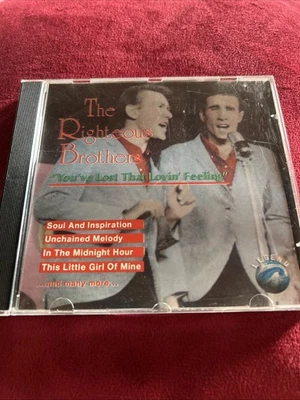 The
Righteous
Brothers
"You've Lost That Lovin' Feeling"
Soul And Inspiration
Unchained Melody
In The Midnight Hour
This Little Girl Of Mine
....and many more....
LEGEND